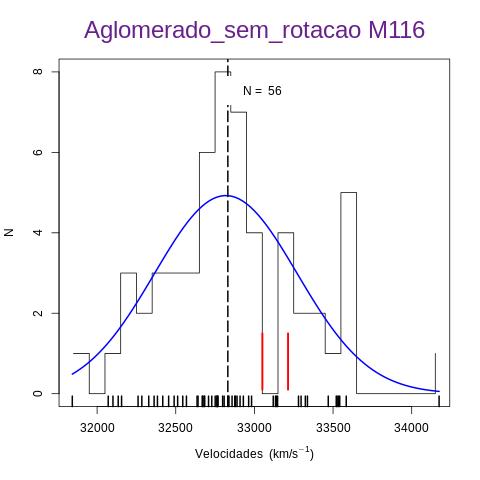 Aglomerado_sem_rotacao M116
N = 56
8
6
4
2
0
N
32000 32500 33000 33500 34000
Velocidades (km/s⁻¹)